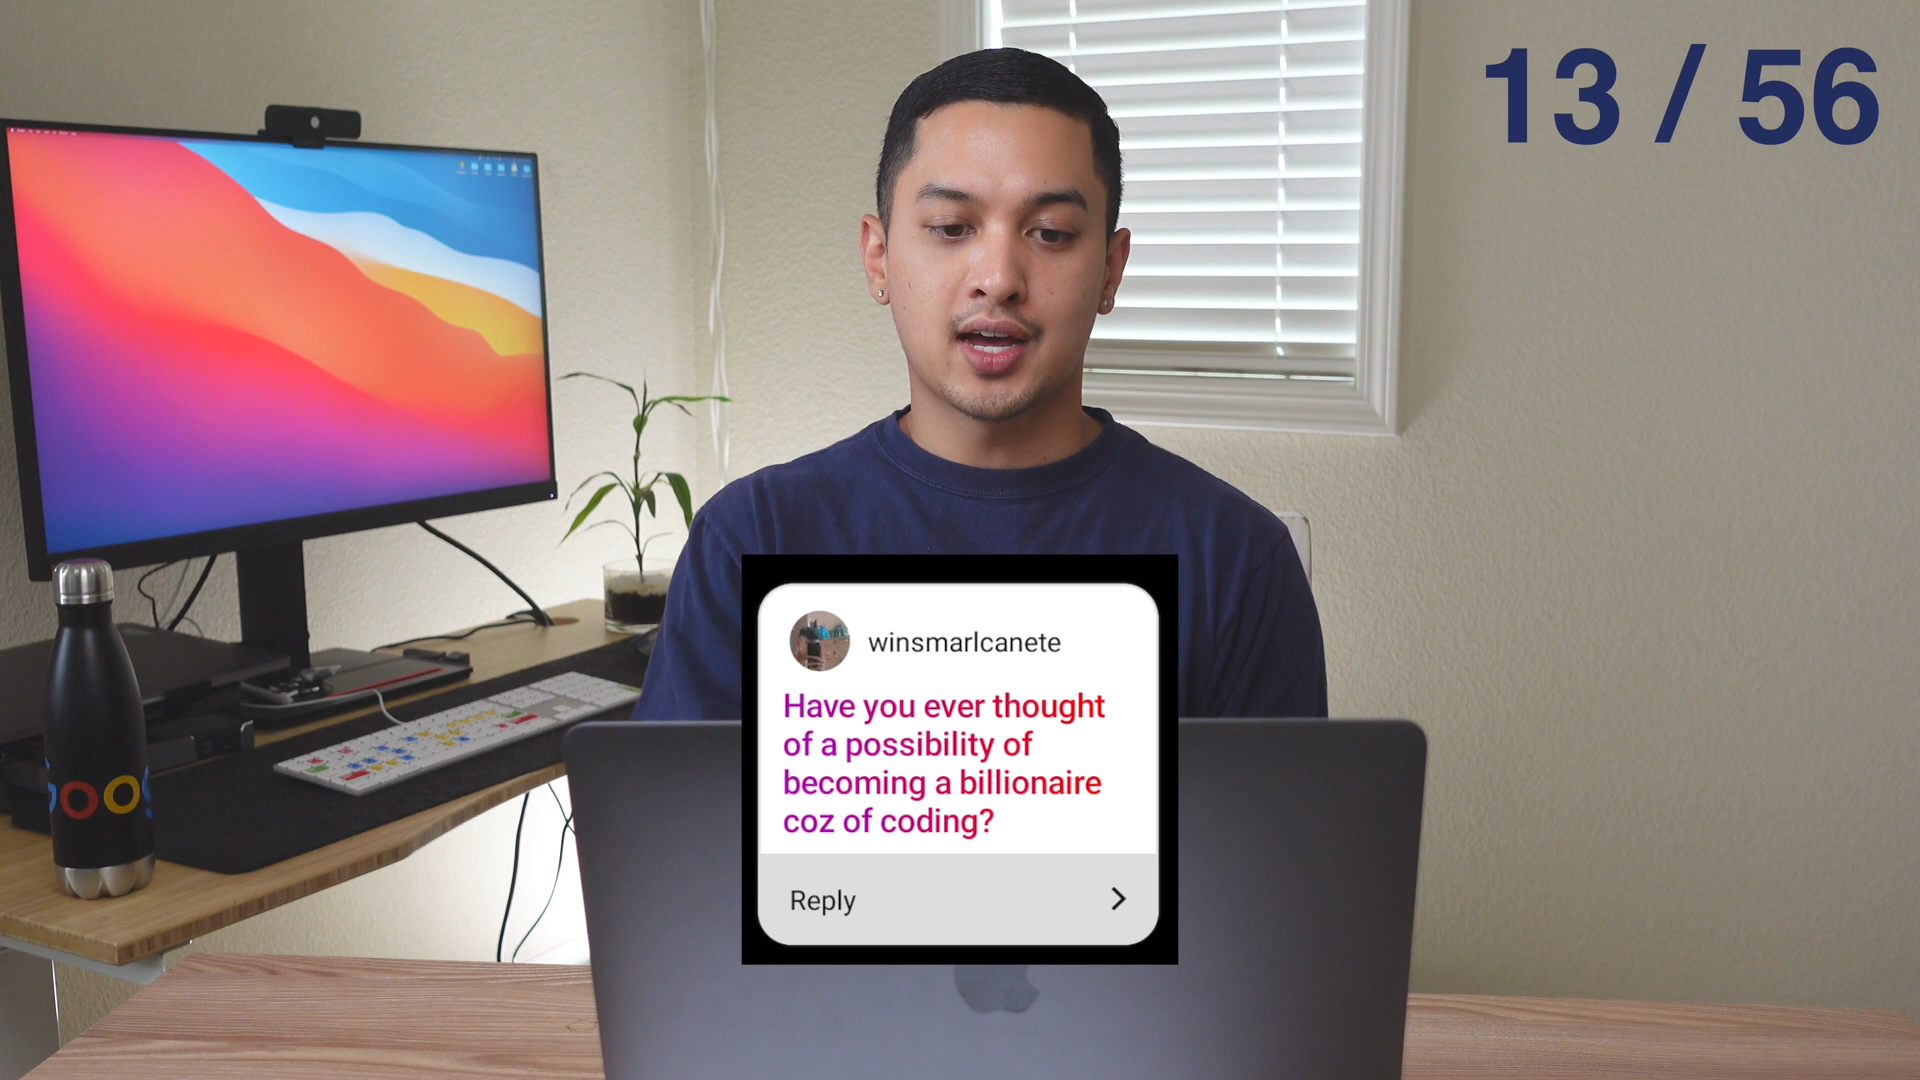 13 / 56
winsmarlcanete
Have you ever thought
of a possibility of
becoming a billionaire
coz of coding?
Reply